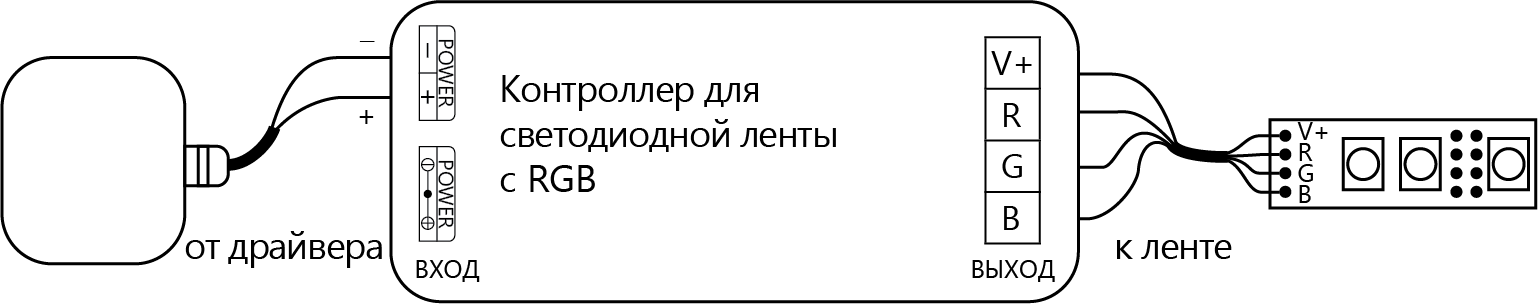 −
+
от драйвера
− +
POWER
POWER
ВХОД
Контроллер для
светодиодной ленты
с RGB
V+
R
G
B
ВЫХОД
к ленте
V+
R
G
B